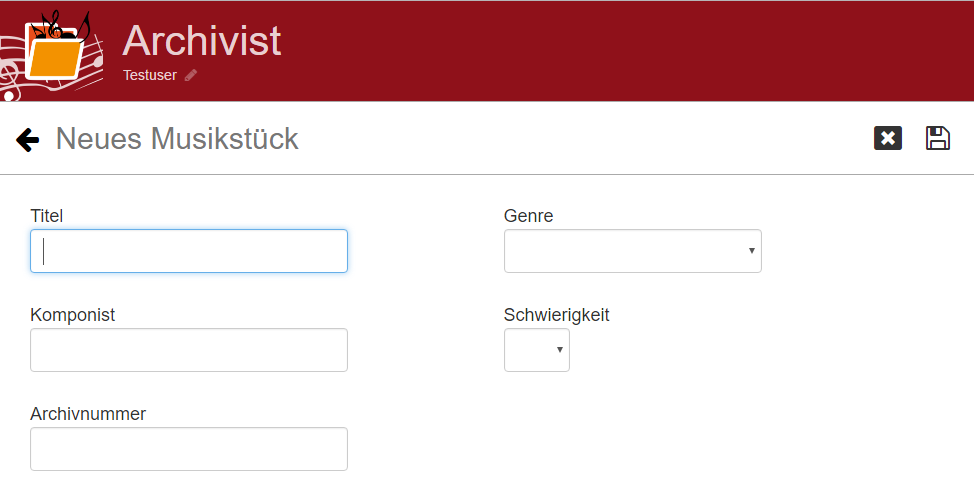 Archivist
Testuser
Neues Musikstück
Titel
Genre
Komponist
Schwierigkeit
Archivnummer